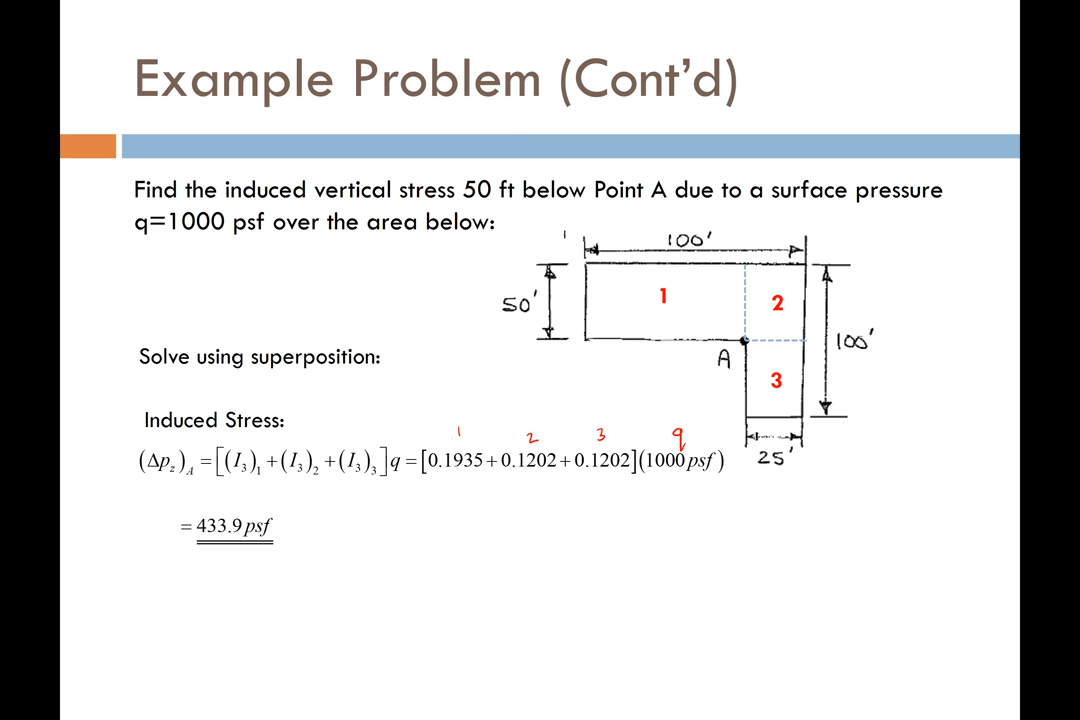 Example Problem (Cont’d)
Find the induced vertical stress 50 ft below Point A due to a surface pressure
q=1000 psf over the area below:
100'
50'
1
2
100'
A
3
25'
Solve using superposition:
Induced Stress:
1 2 3 q
(Δp_z)_A = [(I_3)_1 + (I_3)_2 + (I_3)_3] q = [0.1935 + 0.1202 + 0.1202](1000 psf)
= 433.9 psf